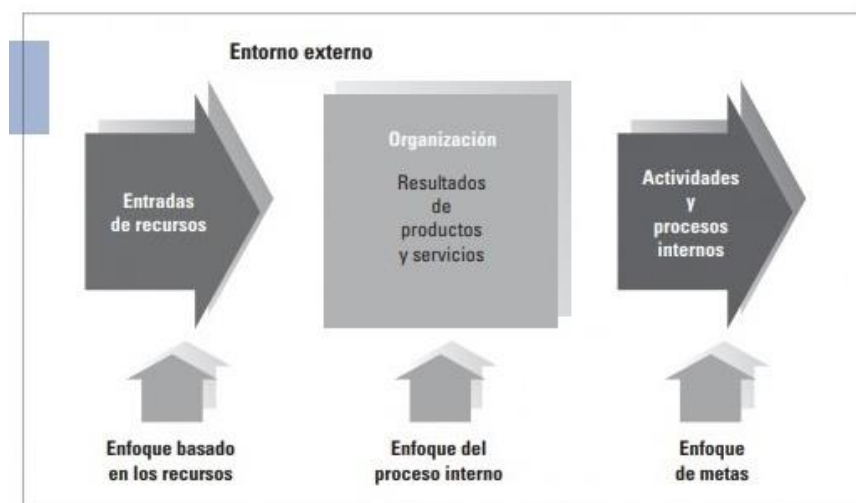 Entorno externo
Entradas
de recursos
Organización
Resultados
de
productos
y servicios
Actividades
y
procesos
internos
Enfoque basado
en los recursos
Enfoque del
proceso interno
Enfoque
de metas